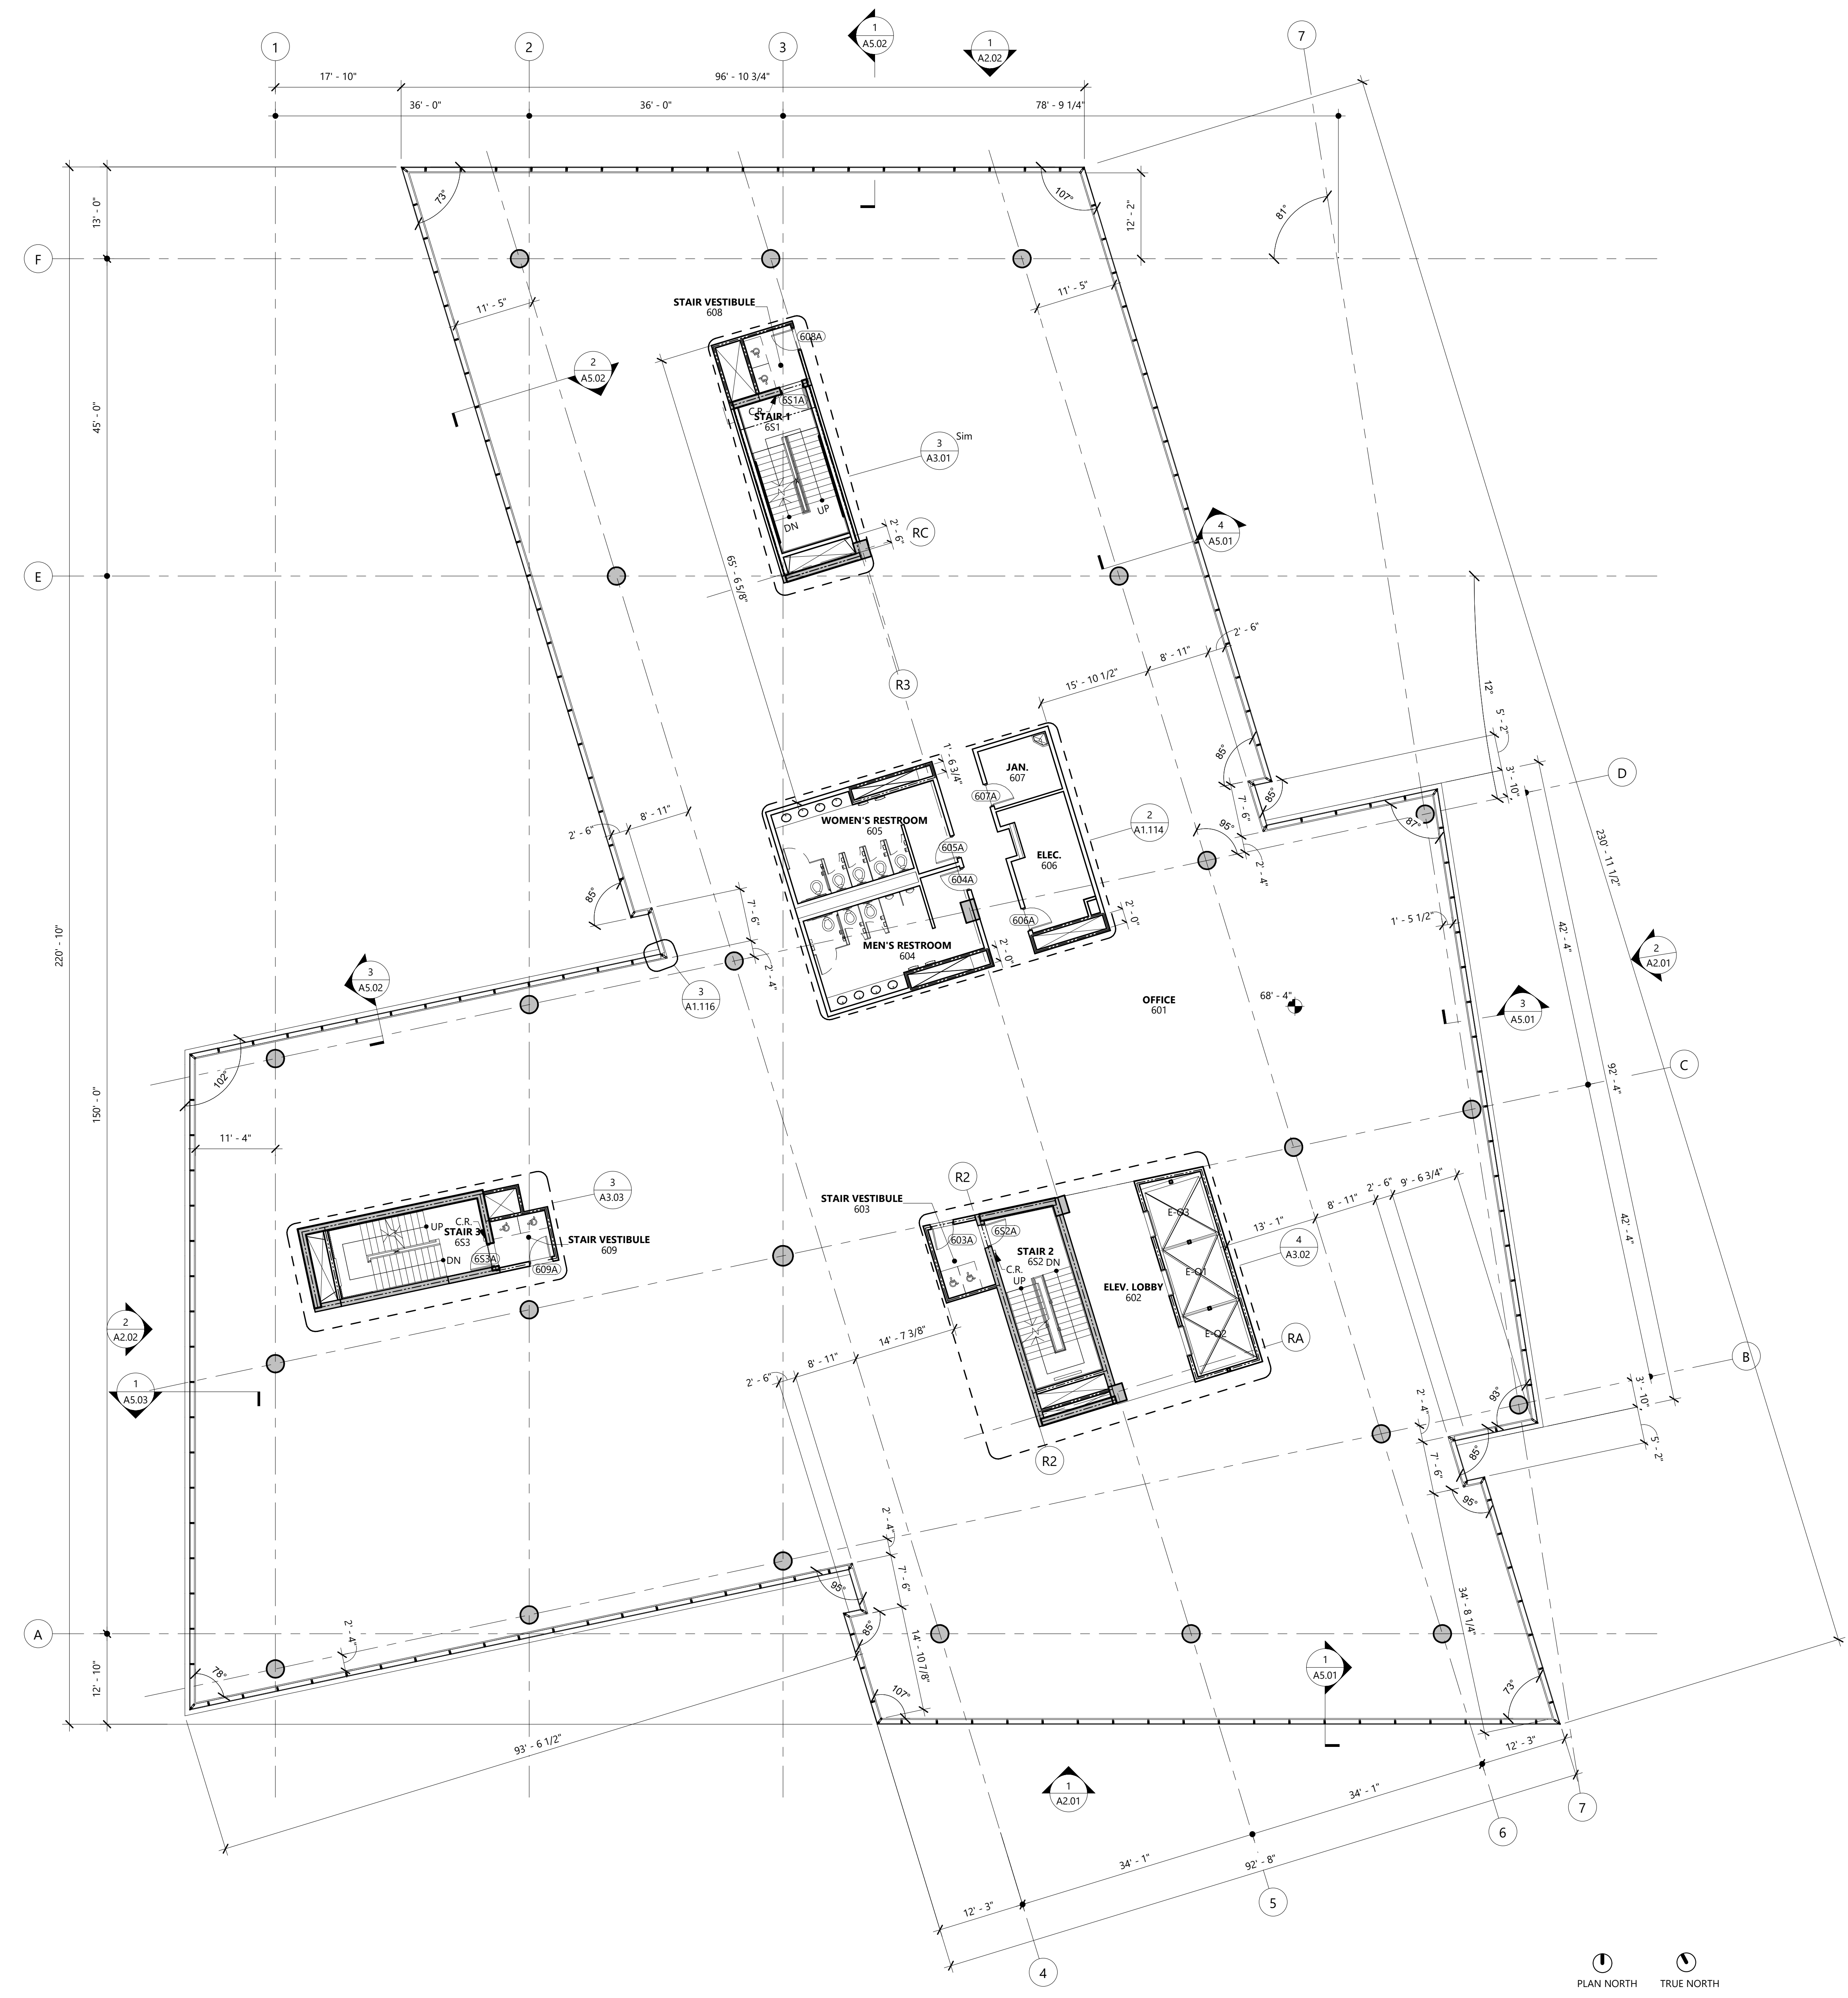 1
A5.02
1
A2.02
1
2
3
7
17' - 10"
96' - 10 3/4"
36' - 0"
36' - 0"
78' - 9 1/4"
73°
107°
12' - 2"
81°
13' - 0"
F
11' - 5"
11' - 5"
STAIR VESTIBULE
608
608A
2
A5.02
6S1A
C.R.
STAIR 1
6S1
45' - 0"
3
A3.01
Sim
DN
UP
2' - 6"
RC
4
A5.01
E
65' - 6 5/8"
2' - 6"
8' - 11"
15' - 10 1/2"
R3
12°
5' - 2"
85°
1' - 6 3/4"
JAN.
607
607A
3' - 10"
D
85°
7' - 6"
87°
95°
2' - 6"
8' - 11"
WOMEN'S RESTROOM
605
605A
2
A1.114
ELEC.
606
604A
2' - 4"
230' - 11 1/2"
85°
7' - 6"
606A
2' - 0"
1' - 5 1/2"
42' - 4"
220' - 10"
MEN'S RESTROOM
604
2' - 0"
2
A2.01
2' - 4"
3
A5.02
3
A1.116
OFFICE
601
68' - 4"
3
A5.01
C
92' - 4"
102°
150' - 0"
11' - 4"
3
A3.03
R2
STAIR VESTIBULE
603
9' - 6 3/4"
2' - 6"
8' - 11"
13' - 1"
E-Q3
42' - 4"
UP
C.R.
STAIR 3
6S3
STAIR VESTIBULE
609
DN
6S3A
609A
603A
6S2A
STAIR 2
6S2
DN
C.R.
UP
4
A3.02
E-Q1
ELEV. LOBBY
602
2
A2.02
14' - 7 3/8"
E-Q2
RA
8' - 11"
2' - 6"
B
1
A5.03
3' - 10"
93°
2' - 4"
5' - 2"
85°
R2
7' - 6"
95°
2' - 4"
7' - 6"
95°
85°
34' - 8 1/4"
A
2' - 4"
14' - 10 7/8"
1
A5.01
78°
12' - 10"
107°
73°
93' - 6 1/2"
12' - 3"
1
A2.01
34' - 1"
7
6
34' - 1"
92' - 8"
12' - 3"
5
4
PLAN NORTH
TRUE NORTH